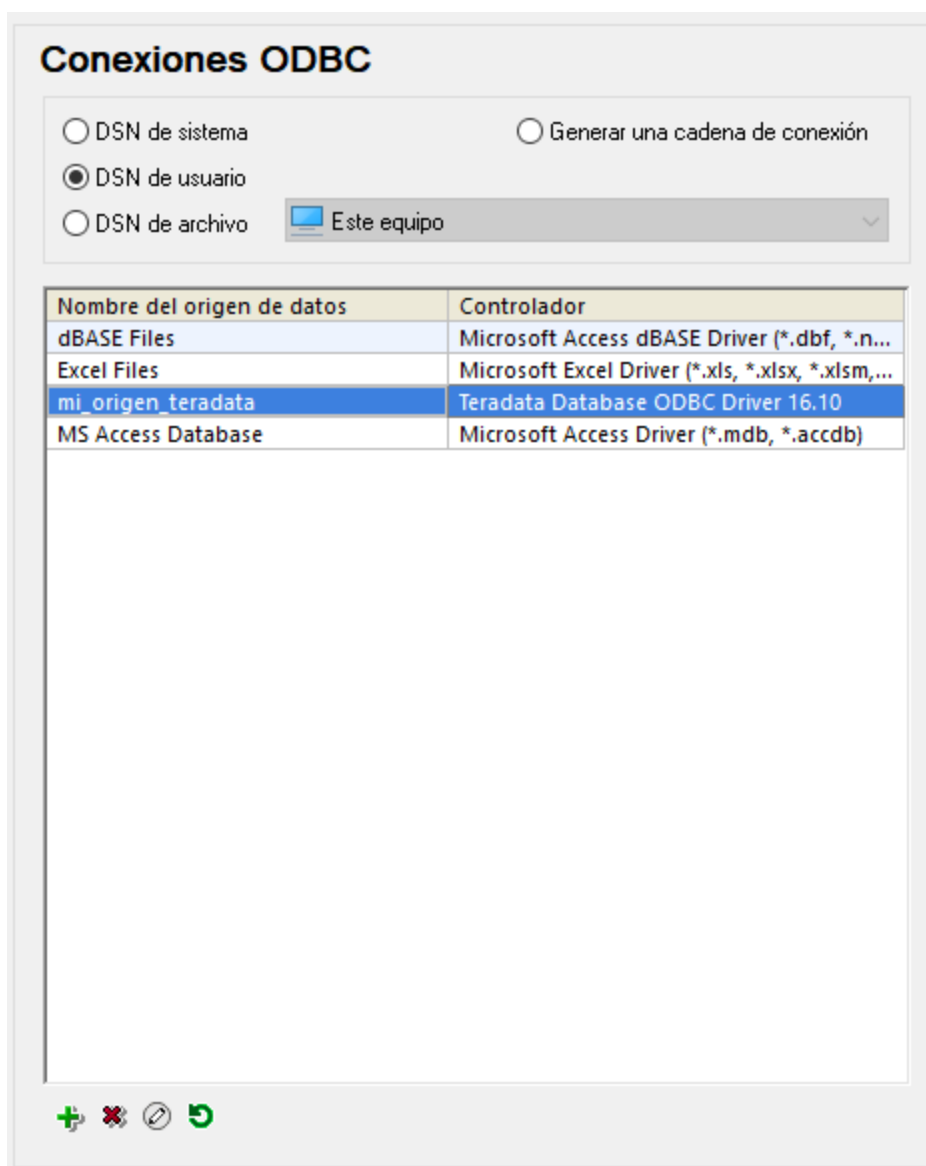 Conexiones ODBC
DSN de sistema
Generar una cadena de conexión
DSN de usuario
DSN de archivo
Este equipo
Nombre del origen de datos Controlador
dBASE Files Microsoft Access dBASE Driver (*.dbf, *.n...
Excel Files Microsoft Excel Driver (*.xls, *.xlsx, *.xlsm,...
mi_origen_teradata Teradata Database ODBC Driver 16.10
MS Access Database Microsoft Access Driver (*.mdb, *.accdb)